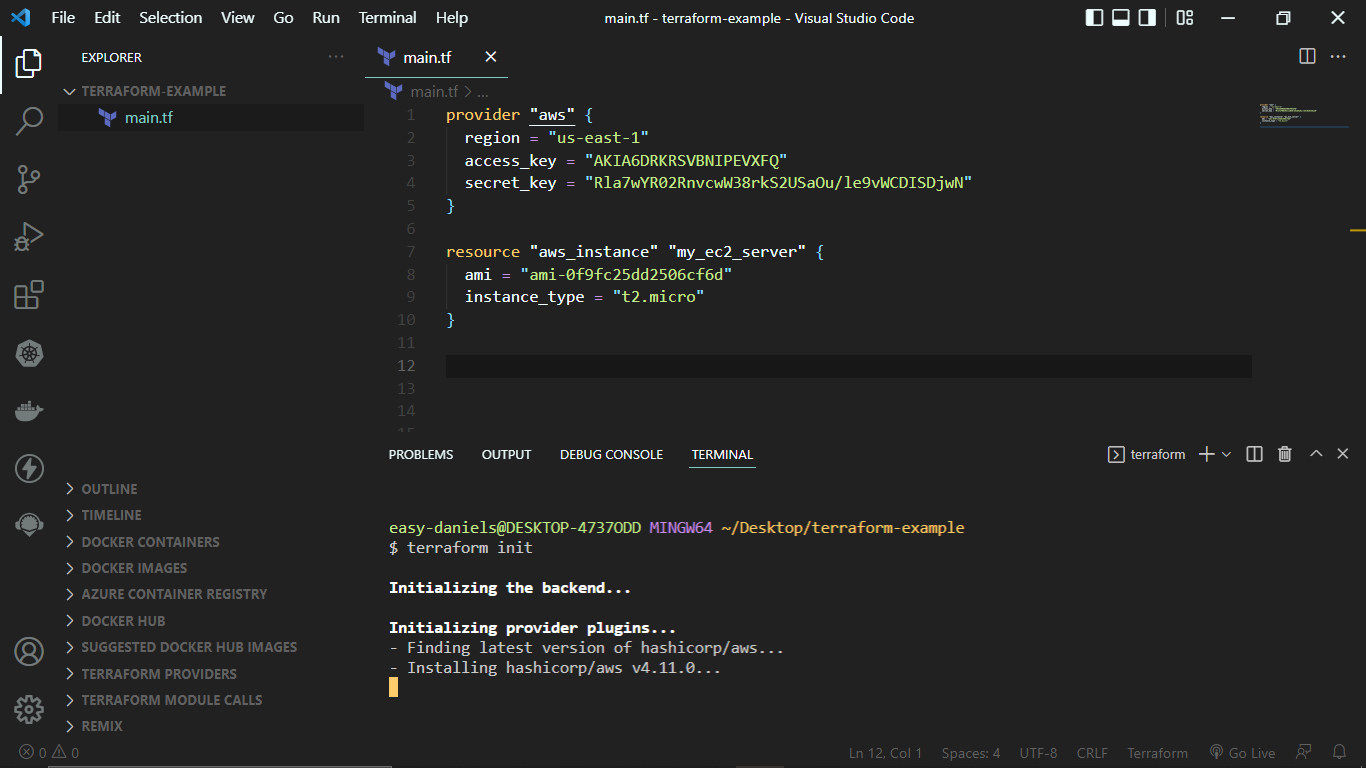 File Edit Selection View Go Run Terminal Help main.tf - terraform-example - Visual Studio Code
EXPLORER
TERRAFORM-EXAMPLE
main.tf
main.tf
main.tf > ...
1 provider "aws" {
2 region = "us-east-1"
3 access_key = "AKIA6DRKRSVBNIPEVXFQ"
4 secret_key = "Rla7wYR02RnvcwW38rkS2USaOu/le9vWCDISDjwN"
5 }
6
7 resource "aws_instance" "my_ec2_server" {
8 ami = "ami-0f9fc25dd2506cf6d"
9 instance_type = "t2.micro"
10 }
11
12
13
14
15
PROBLEMS OUTPUT DEBUG CONSOLE TERMINAL terraform
easy-daniels@DESKTOP-4737ODD MINGW64 ~/Desktop/terraform-example
$ terraform init
Initializing the backend...
Initializing provider plugins...
- Finding latest version of hashicorp/aws...
- Installing hashicorp/aws v4.11.0...
OUTLINE
TIMELINE
DOCKER CONTAINERS
DOCKER IMAGES
AZURE CONTAINER REGISTRY
DOCKER HUB
SUGGESTED DOCKER HUB IMAGES
TERRAFORM PROVIDERS
TERRAFORM MODULE CALLS
REMIX
0 0 Ln 12, Col 1 Spaces: 4 UTF-8 CRLF Terraform Go Live